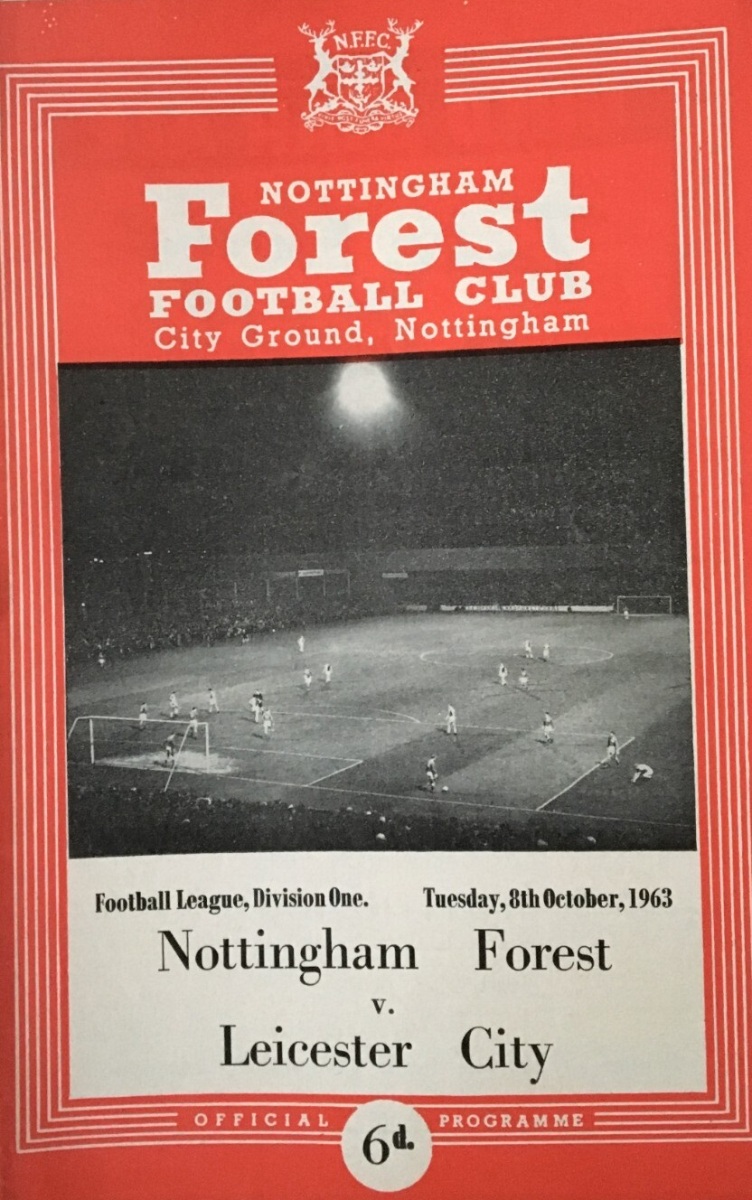 N.F.F.C.
NOTTINGHAM
Forest
FOOTBALL CLUB
City Ground, Nottingham
Football League, Division One. Tuesday, 8th October, 1963
Nottingham Forest
v.
Leicester City
OFFICIAL PROGRAMME
6d.